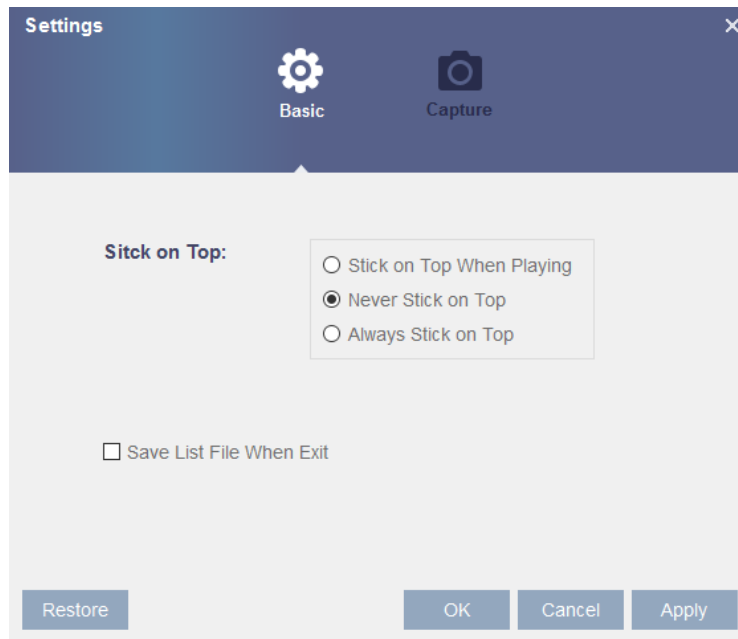 Settings
Basic
Capture
Sitck on Top:
Stick on Top When Playing
Never Stick on Top
Always Stick on Top
Save List File When Exit
Restore
OK
Cancel
Apply